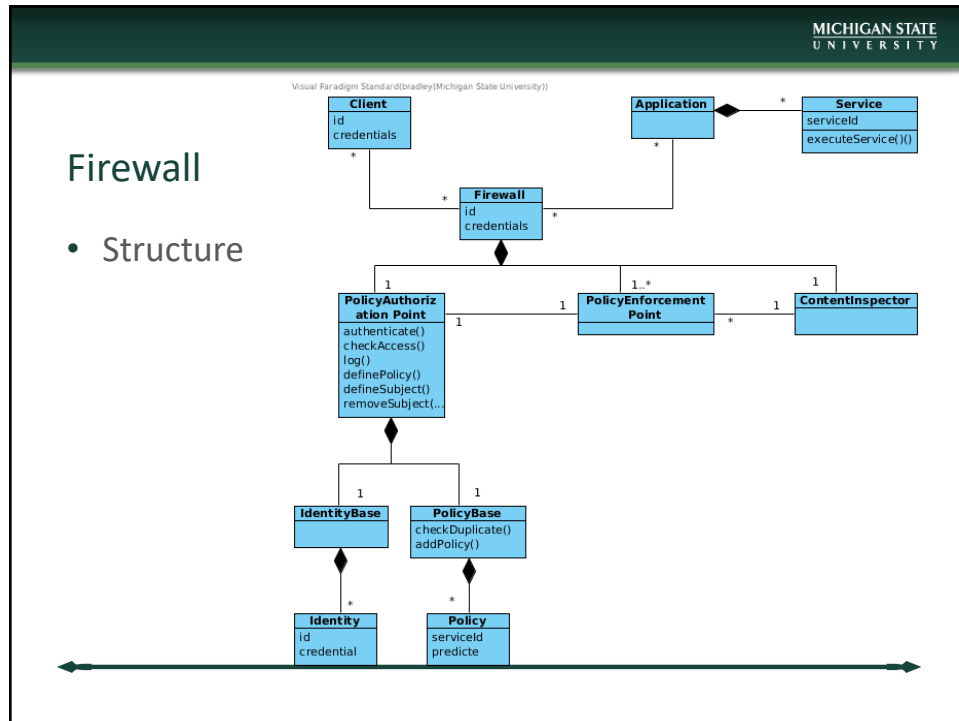 MICHIGAN STATE
UNIVERSITY
Visual Paradigm Standard(bradley(Michigan State University))
Firewall
• Structure
Client
id
credentials
*
Application
*
*
Service
serviceId
executeService()()
*
Firewall
id
credentials
*
1
PolicyAuthoriz
ation Point
authenticate()
checkAccess()
log()
definePolicy()
defineSubject()
removeSubject(...
1
1
1..*
PolicyEnforcement
Point
*
1
1
ContentInspector
1
IdentityBase
1
PolicyBase
checkDuplicate()
addPolicy()
*
Identity
id
credential
*
Policy
serviceId
predicte